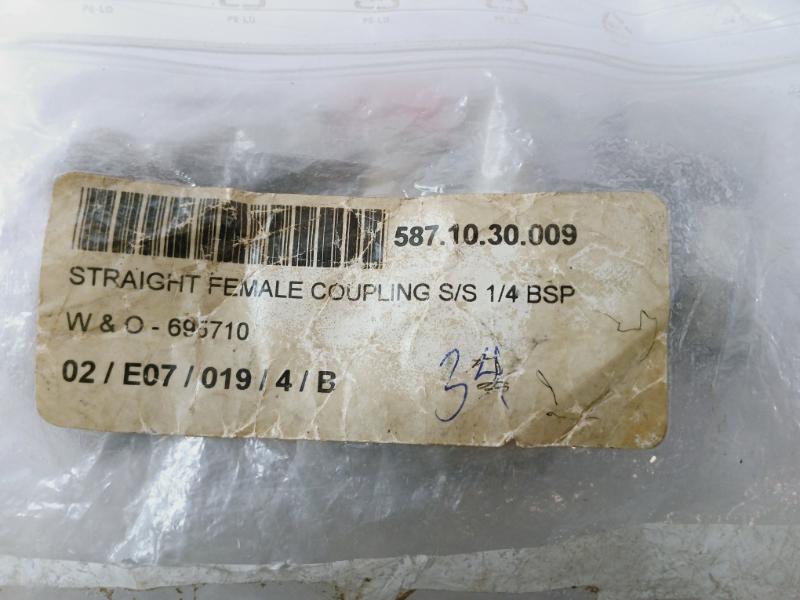 587.10.30.009
STRAIGHT FEMALE COUPLING S/S 1/4 BSP
W & O - 695710
02 / E07 / 019 / 4 / B